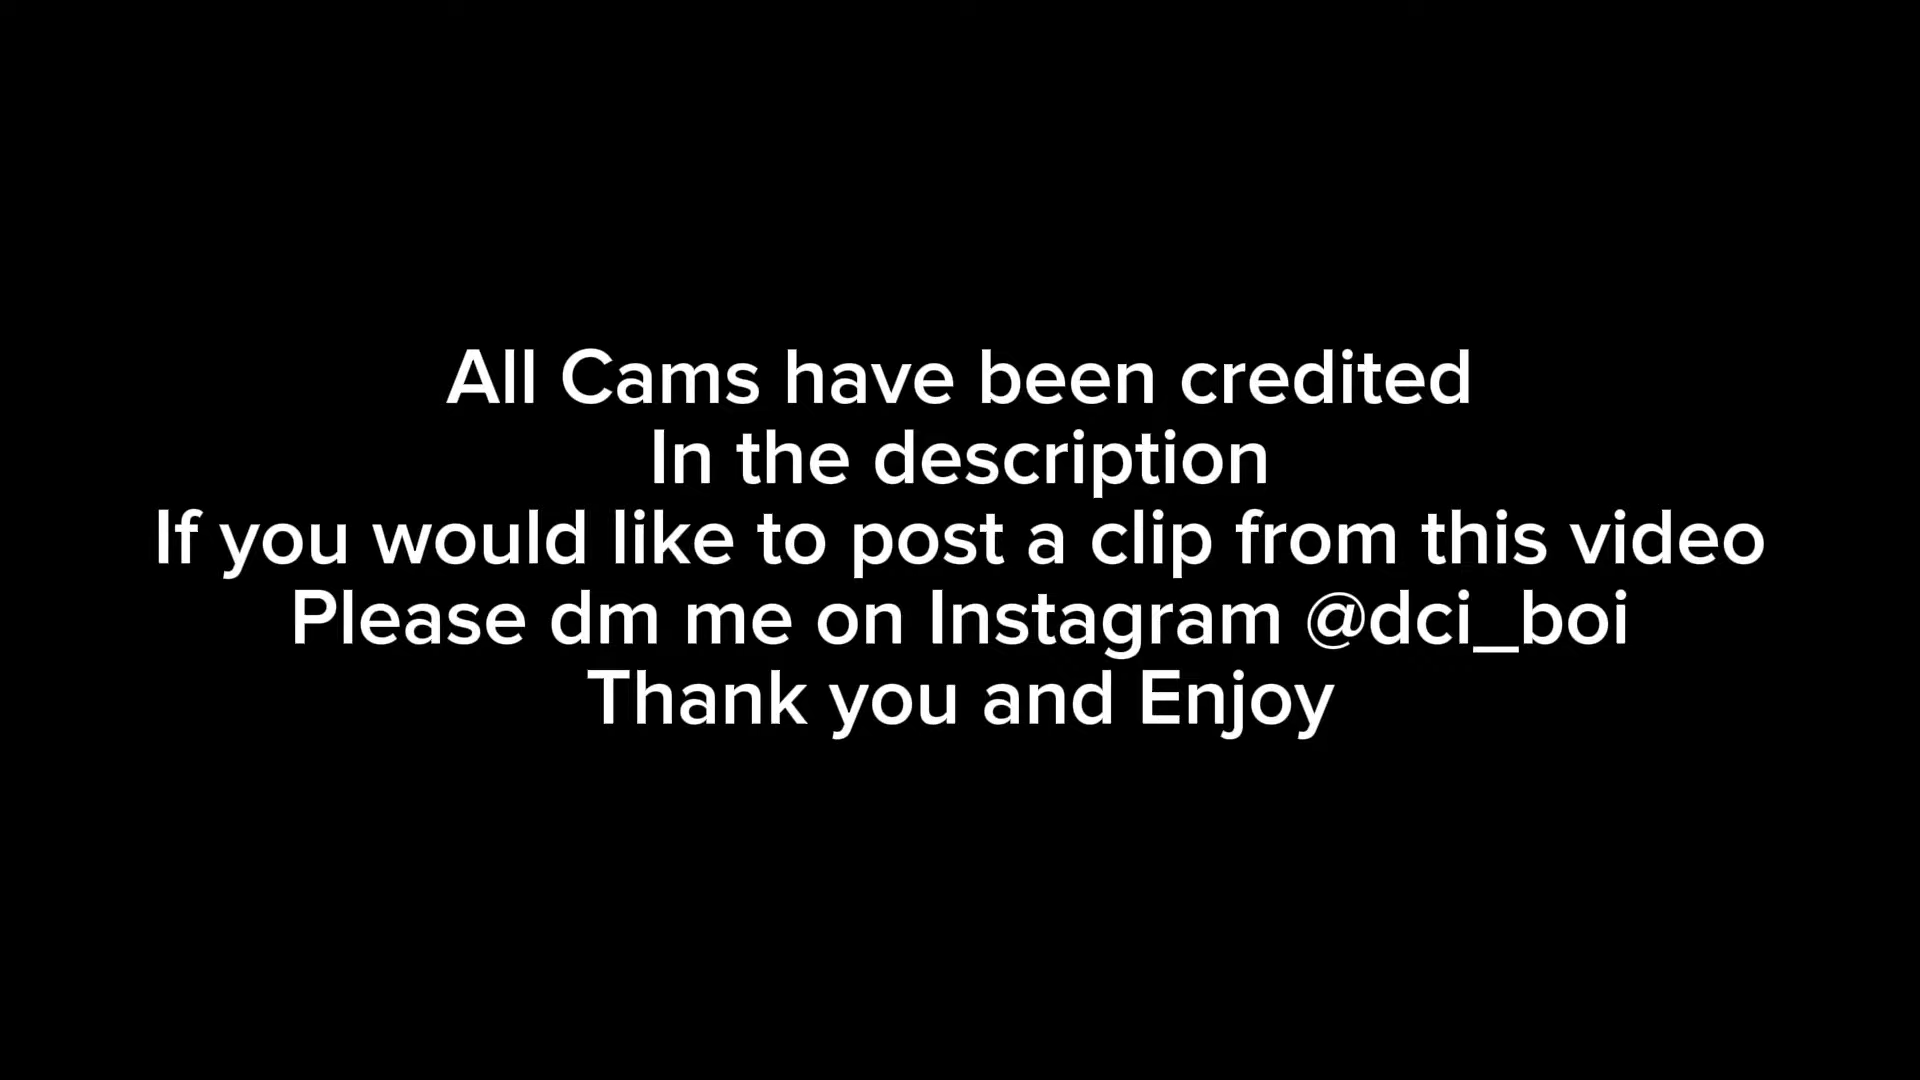 All Cams have been credited
In the description
If you would like to post a clip from this video
Please dm me on Instagram @dci_boi
Thank you and Enjoy